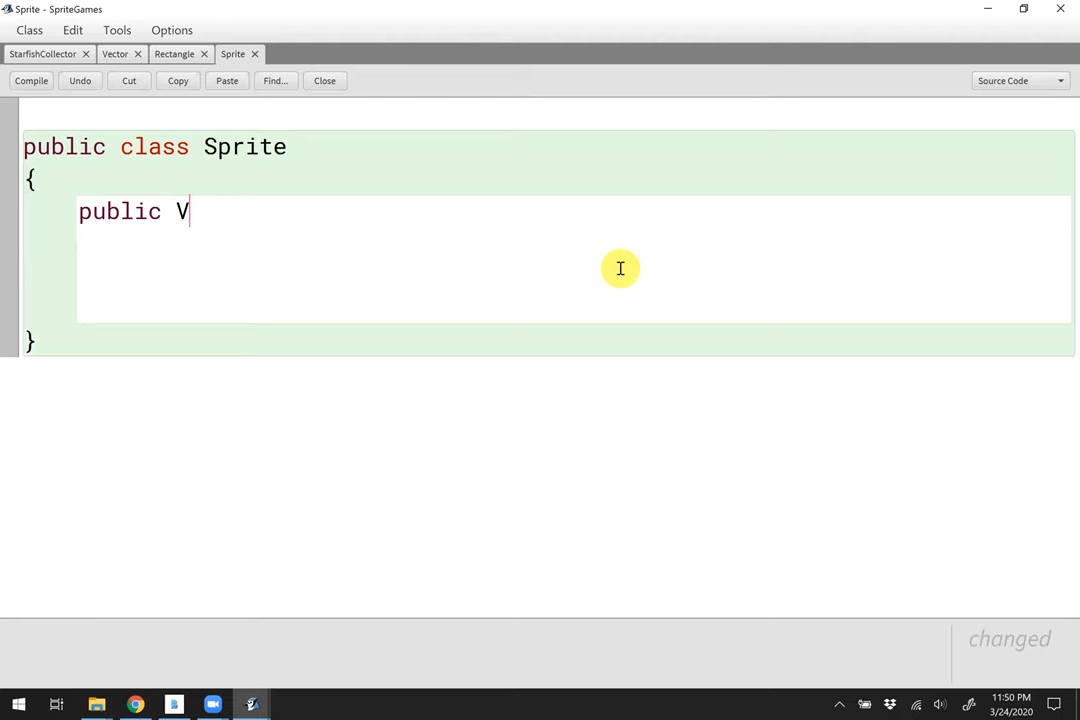 Sprite - SpriteGames
Class Edit Tools Options
StarfishCollector Vector Rectangle Sprite
Compile Undo Cut Copy Paste Find... Close Source Code
public class Sprite
{
public V
}
changed
11:50 PM
3/24/2020